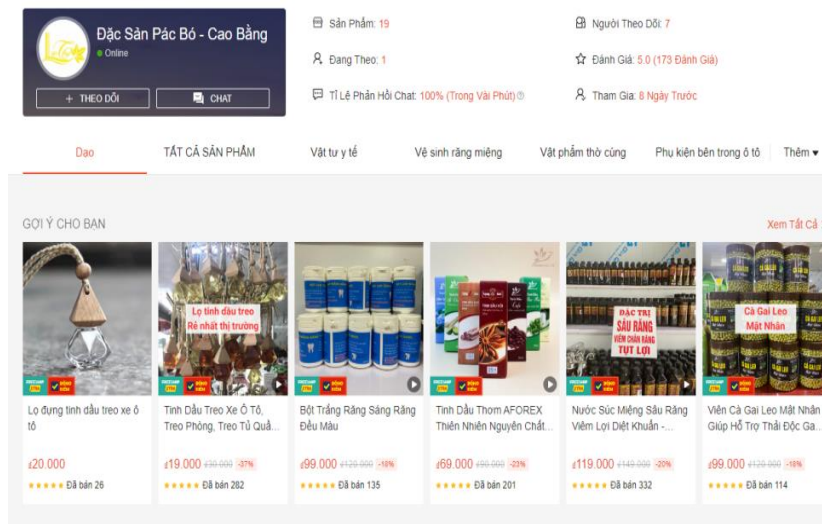 Đặc Sản Pác Bó - Cao Bằng
Online
+ THEO DÕI
CHAT
Sản Phẩm: 19
Người Theo Dõi: 7
Đang Theo: 1
Đánh Giá: 5.0 (173 Đánh Giá)
Tỉ Lệ Phản Hồi Chat: 100% (Trong Vài Phút)
Tham Gia: 8 Ngày Trước
Dạo
TẤT CẢ SẢN PHẨM
Vật tư y tế
Vệ sinh răng miệng
Vật phẩm thờ cúng
Phụ kiện bên trong ô tô
Thêm
GỢI Ý CHO BẠN
Xem Tất Cả
Lọ tinh dầu treo
Rẻ nhất thị trường
ĐẶC TRỊ
SÂU RĂNG
VIÊM CHÂN RĂNG
TỤT LỢI
Cà Gai Leo
Mật Nhân
Lọ đựng tinh dầu treo xe ô
tô
₫20.000
Đã bán 26
Tinh Dầu Treo Xe Ô Tô,
Treo Phòng, Treo Tủ Quầ...
₫19.000 ₫30.000 -37%
Đã bán 282
Bột Trắng Răng Sáng Răng
Đều Màu
₫99.000 ₫120.000 -18%
Đã bán 135
Tinh Dầu Thơm AFOREX
Thiên Nhiên Nguyên Chất...
₫69.000 ₫90.000 -23%
Đã bán 201
Nước Súc Miệng Sâu Răng
Viêm Lợi Diệt Khuẩn -...
₫119.000 ₫149.000 -20%
Đã bán 332
Viên Cà Gai Leo Mật Nhân
Giúp Hỗ Trợ Thải Độc Ga...
₫99.000 ₫120.000 -18%
Đã bán 114